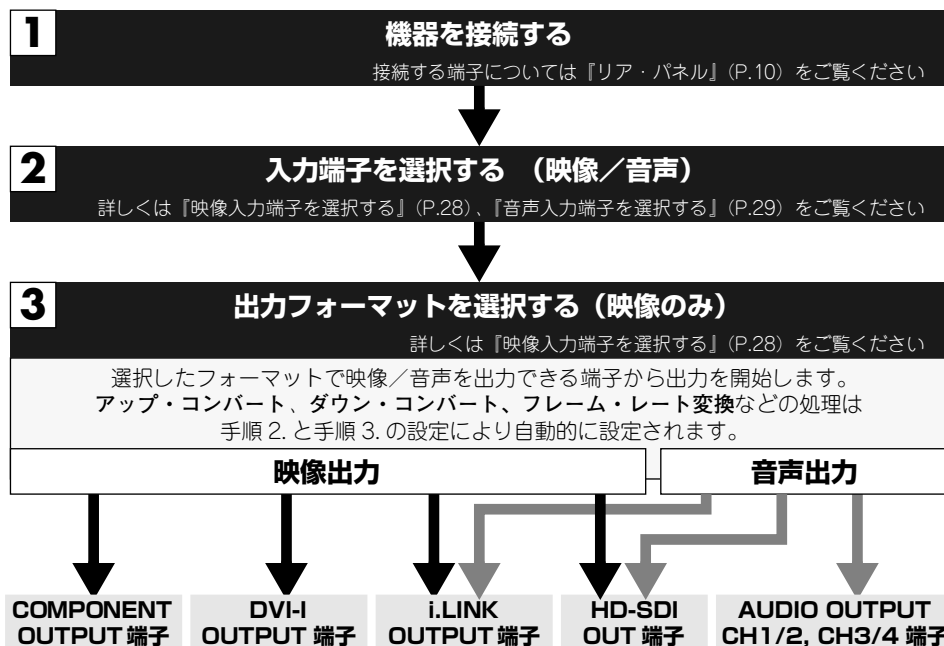 1
機器を接続する
接続する端子については『リア・パネル』(P.10) をご覧ください
2
入力端子を選択する （映像／音声）
詳しくは『映像入力端子を選択する』(P.28)、『音声入力端子を選択する』(P.29) をご覧ください
3
出力フォーマットを選択する（映像のみ）
詳しくは『映像入力端子を選択する』(P.28) をご覧ください
選択したフォーマットで映像／音声を出力できる端子から出力を開始します。
アップ・コンバート、ダウン・コンバート、フレーム・レート変換などの処理は
手順 2. と手順 3. の設定により自動的に設定されます。
映像出力
音声出力
COMPONENT
OUTPUT 端子
DVI-I
OUTPUT 端子
i.LINK
OUTPUT 端子
HD-SDI
OUT 端子
AUDIO OUTPUT
CH1/2, CH3/4 端子